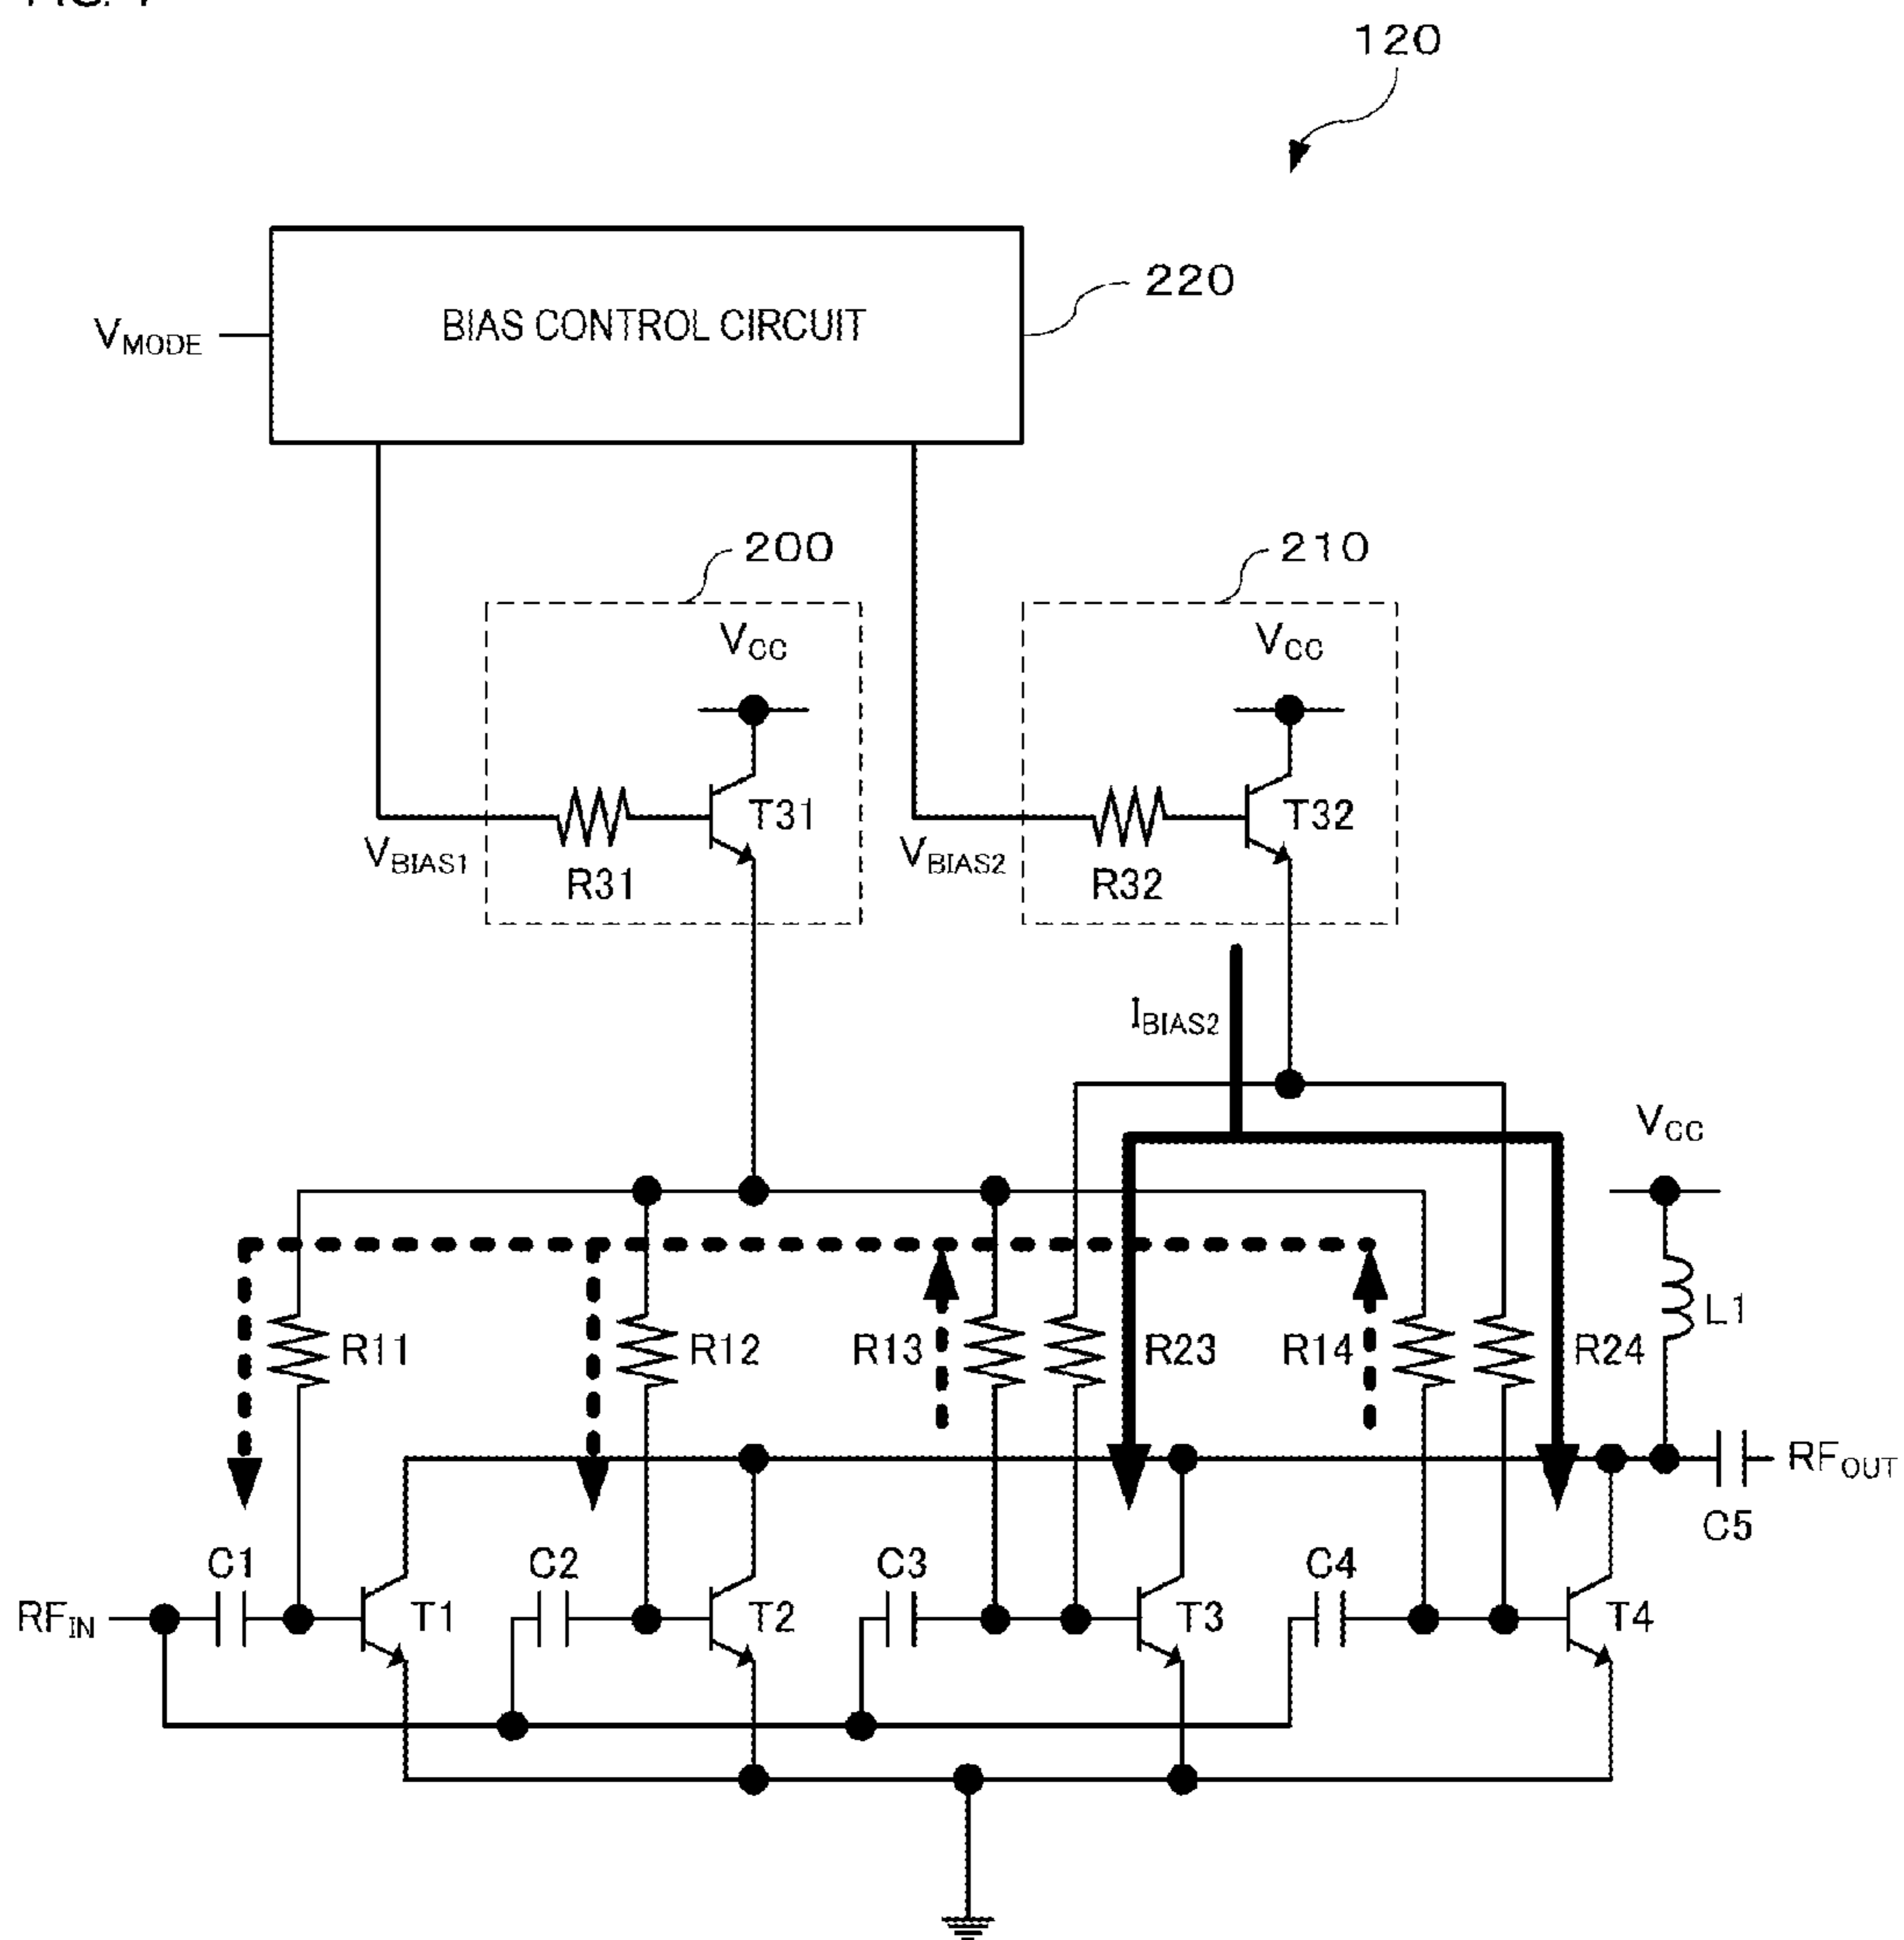 120
BIAS CONTROL CIRCUIT
220
VMODE
200
210
VCC
VCC
T31
T32
VBIAS1
R31
VBIAS2
R32
IBIAS2
VCC
R11
R12
R13
R23
R14
R24
L1
RFOUT
C5
C1
C2
C3
C4
RFIN
T1
T2
T3
T4